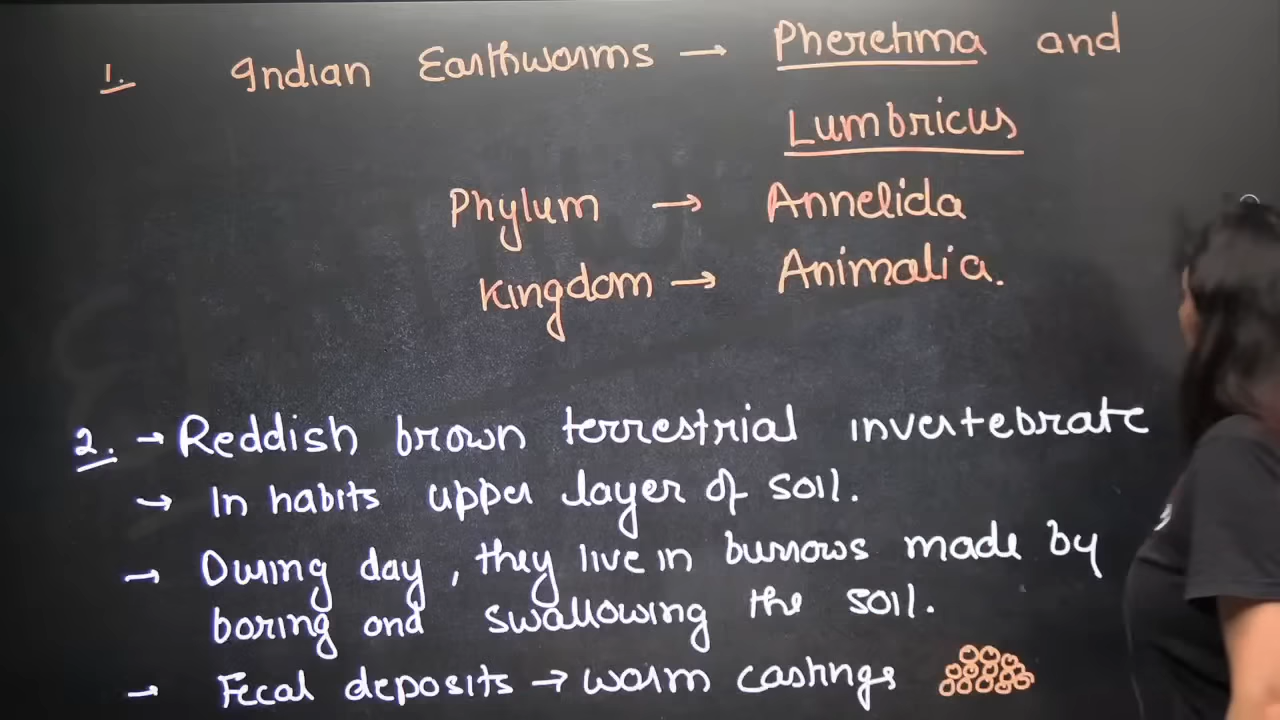 1. Indian Earthworms → Pheretima and
Lumbricus
Phylum → Annelida
Kingdom → Animalia.
2. → Reddish brown terrestrial invertebrate
→ In habits upper layer of soil.
→ During day, they live in burrows made by
boring and swallowing the soil.
→ Fecal deposits → worm castings